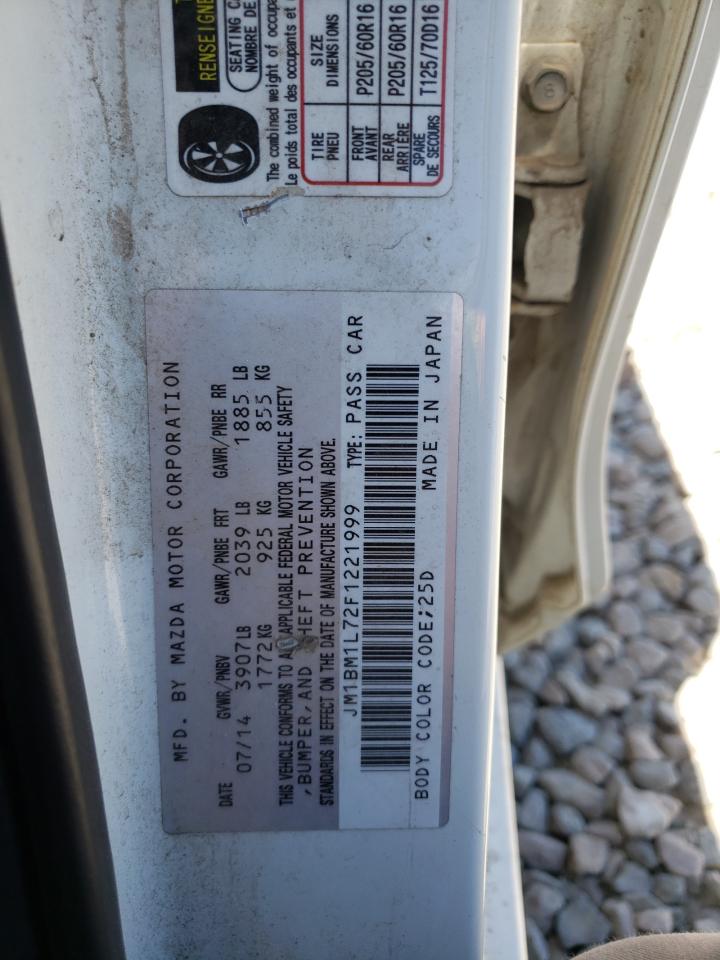 RENSEIGNE
SEATING
NOMBRE DE
The combined weight of occupa
Le poids total des occupants et
TIRE SIZE
PNEU DIMENSIONS
FRONT P205/60R16
AVANT
REAR P205/60R16
ARRIÈRE
SPARE T125/70D16
DE SECOURS
MFD. BY MAZDA MOTOR CORPORATION
DATE GVWR/PNBV GAWR/PNBE FRT GAWR/PNBE RR
07/14 3907LB 2039 LB 1885 LB
1772KG 925 KG 855 KG
THIS VEHICLE CONFORMS TO ALL APPLICABLE FEDERAL MOTOR VEHICLE SAFETY
,BUMPER,AND THEFT PREVENTION
STANDARDS IN EFFECT ON THE DATE OF MANUFACTURE SHOWN ABOVE.
JM1BM1L72F1221999 TYPE: PASS CAR
BODY COLOR CODE;25D MADE IN JAPAN